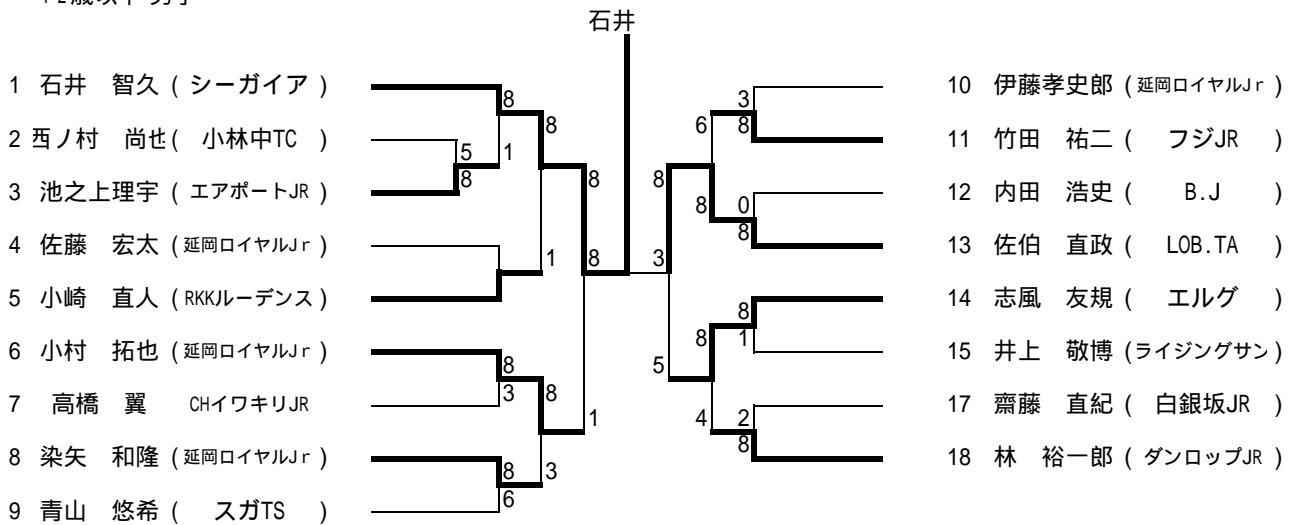 石井
1 石井 智久 ( シーガイア )
2 西ノ村 尚也( 小林中TC )
3 池之上理宇 ( エアポートJR )
4 佐藤 宏太 (延岡ロイヤルJr )
5 小崎 直人 (RKKルーデンス )
6 小村 拓也 (延岡ロイヤルJr )
7 高橋 翼 CHイワキリJR
8 染矢 和隆 (延岡ロイヤルJr )
9 青山 悠希 ( スガTS )
8
5
8
1
8
1
8
8
3
8
8
6
3
1
8
3
3
8
6
0
8
8
8
8
1
8
2
8
4
5
10 伊藤孝史郎 (延岡ロイヤルJr )
11 竹田 祐二 ( フジJR )
12 内田 浩史 ( B.J )
13 佐伯 直政 ( LOB.TA )
14 志風 友規 ( エルグ )
15 井上 敬博 (ライジングサン )
17 齋藤 直紀 ( 白銀坂JR )
18 林 裕一郎 ( ダンロップJR )